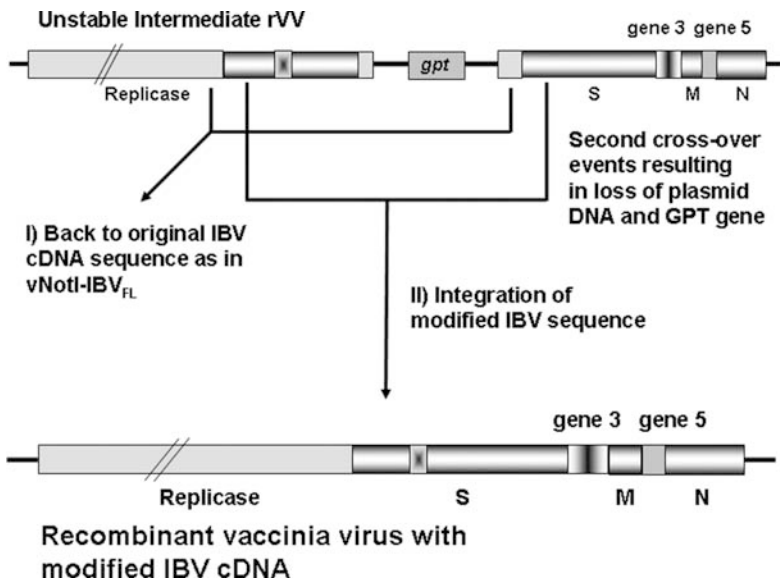 Unstable Intermediate rVV
gene 3 gene 5
gpt
Replicase
S M N
Second cross-over
events resulting
in loss of plasmid
DNA and GPT gene
I) Back to original IBV
cDNA sequence as in
vNotI-IBVFL
II) Integration of
modified IBV sequence
gene 3 gene 5
Replicase S M N
Recombinant vaccinia virus with
modified IBV cDNA